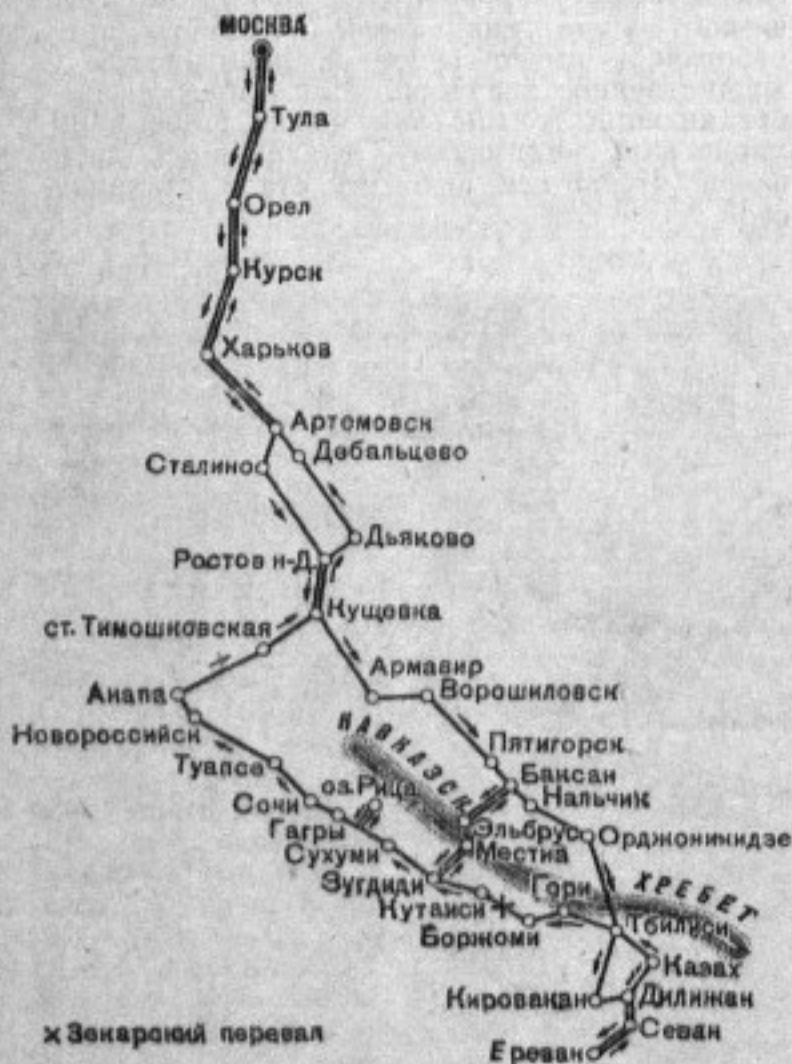 МОСКВА
Тула
Орел
Курск
Харьков
Артемовск
Дебальцево
Сталино
Дьяково
Ростов н-Д.
Кущевка
ст. Тимошковская
Армавир
Анапа
Ворошиловск
Новороссийск
КАВКАЗСК
Пятигорск
Туапсе
Баксан
оз. Рица
Нальчик
Сочи
Эльбрус
Орджоникидзе
Гагры
Местиа
Сухуми
Зугдиди
Гори
ХРЕБЕТ
Кутаиси
Тбилиси
Боржоми
Казах
Кировакан
Дилижан
Севан
Ереван
x Зекарский перевал